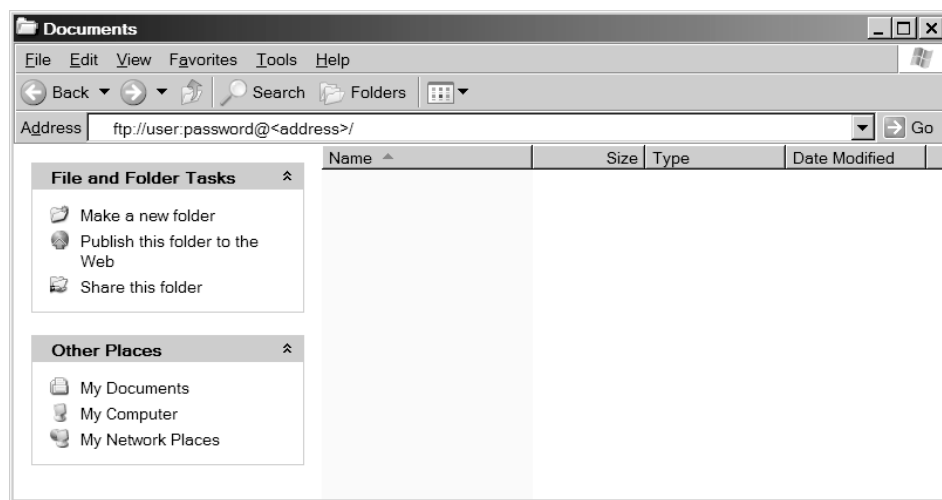 Documents
File Edit View Favorites Tools Help
Back Search Folders
Address ftp://user:password@<address>/ Go
Name Size Type Date Modified
File and Folder Tasks
Make a new folder
Publish this folder to the
Web
Share this folder
Other Places
My Documents
My Computer
My Network Places